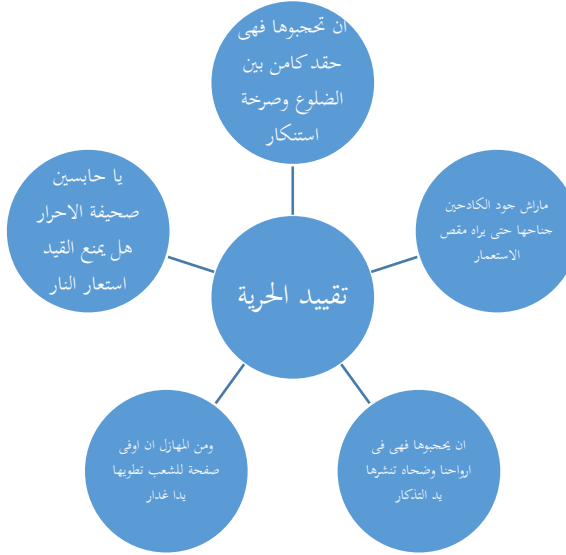 ان تحجبوها فهى
حقد كامن بين
الضلوع وصرخة
استنكار
ماراش جود الكادحين
جناحها حتى يراه مقص
الاستعمار
ان يحجبوها فهى فى
ارواحنا وضحاه تنشرها
يد التذكار
ومن المهازل ان اوفى
صفحة للشعب تطويها
يدا غدار
يا حابسين
صحيفة الاحرار
هل يمنع القيد
استعار النار
تقييد الحرية